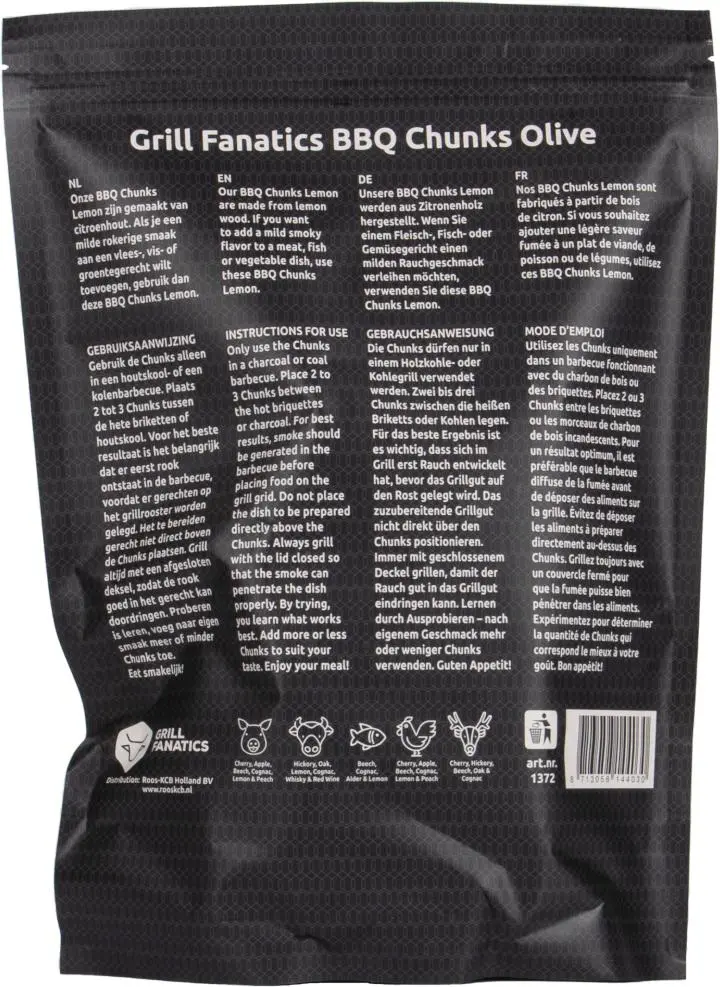 Grill Fanatics BBQ Chunks Olive
NL
Onze BBQ Chunks
Lemon zijn gemaakt van
citroenhout. Als je een
milde rokerige smaak
aan een vlees-, vis- of
groentegerecht wilt
toevoegen, gebruik dan
deze BBQ Chunks Lemon.
EN
Our BBQ Chunks Lemon
are made from lemon
wood. If you want
to add a mild smoky
flavor to a meat, fish
or vegetable dish, use
these BBQ Chunks
Lemon.
DE
Unsere BBQ Chunks Lemon
werden aus Zitronenholz
hergestellt. Wenn Sie
einem Fleisch-, Fisch- oder
Gemüsegericht einen
milden Rauchgeschmack
verleihen möchten,
verwenden Sie diese BBQ
Chunks Lemon.
FR
Nos BBQ Chunks Lemon sont
fabriqués à partir de bois
de citron. Si vous souhaitez
ajouter une légère saveur
fumée à un plat de viande, de
poisson ou de légumes, utilisez
ces BBQ Chunks Lemon.
GEBRUIKSAANWIJZING
Gebruik de Chunks alleen
in een houtskool- of een
kolenbarbecue. Plaats
2 tot 3 Chunks tussen
de hete briketten of
houtskool. Voor het beste
resultaat is het belangrijk
dat er eerst rook
ontstaat in de barbecue,
voordat er gerechten op
het grillrooster worden
gelegd. Het te bereiden
gerecht niet direct boven
de Chunks plaatsen. Grill
altijd met een afgesloten
deksel, zodat de rook
goed in het gerecht kan
doordringen. Proberen
is leren, voeg naar eigen
smaak meer of minder
Chunks toe.
Eet smakelijk!
INSTRUCTIONS FOR USE
Only use the Chunks
in a charcoal or coal
barbecue. Place 2 to
3 Chunks between
the hot briquettes
or charcoal. For best
results, smoke should
be generated in the
barbecue before
placing food on the
grill grid. Do not place
the dish to be prepared
directly above the
Chunks. Always grill
with the lid closed so
that the smoke can
penetrate the dish
properly. By trying,
you learn what works
best. Add more or less
Chunks to suit your
taste. Enjoy your meal!
GEBRAUCHSANWEISUNG
Die Chunks dürfen nur in
einem Holzkohle- oder
Kohlegrill verwendet
werden. Zwei bis drei
Chunks zwischen die heißen
Briketts oder Kohlen legen.
Für das beste Ergebnis ist
es wichtig, dass sich im
Grill erst Rauch entwickelt
hat, bevor das Grillgut auf
den Rost gelegt wird. Das
zuzubereitende Grillgut
nicht direkt über den
Chunks positionieren.
Immer mit geschlossenem
Deckel grillen, damit der
Rauch gut in das Grillgut
eindringen kann. Lernen
durch Ausprobieren – nach
eigenem Geschmack mehr
oder weniger Chunks
verwenden. Guten Appetit!
MODE D'EMPLOI
Utilisez les Chunks uniquement
dans un barbecue fonctionnant
avec du charbon de bois ou
des briquettes. Placez 2 ou 3
Chunks entre les briquettes
ou les morceaux de charbon
de bois incandescents. Pour
un résultat optimum, il est
préférable que le barbecue
diffuse de la fumée avant
de déposer des aliments sur
la grille. Évitez de déposer
les aliments à préparer
directement au-dessus des
Chunks. Grillez toujours avec
un couvercle fermé pour
que la fumée puisse bien
pénétrer dans les aliments.
Expérimentez pour déterminer
la quantité de Chunks qui
correspond le mieux à votre
goût. Bon appétit!
GRILL
FANATICS
Distribution: Roos-KCB Holland BV
www.rooskcb.nl
Cherry, Apple,
Beech, Cognac,
Lemon & Peach
Hickory, Oak,
Lemon, Cognac,
Whisky & Red Wine
Beech,
Cognac,
Alder & Lemon
Cherry, Apple,
Beech, Cognac,
Lemon & Peach
Cherry, Hickory,
Beech, Oak &
Cognac
art.nr.
1372
8 713056 144030